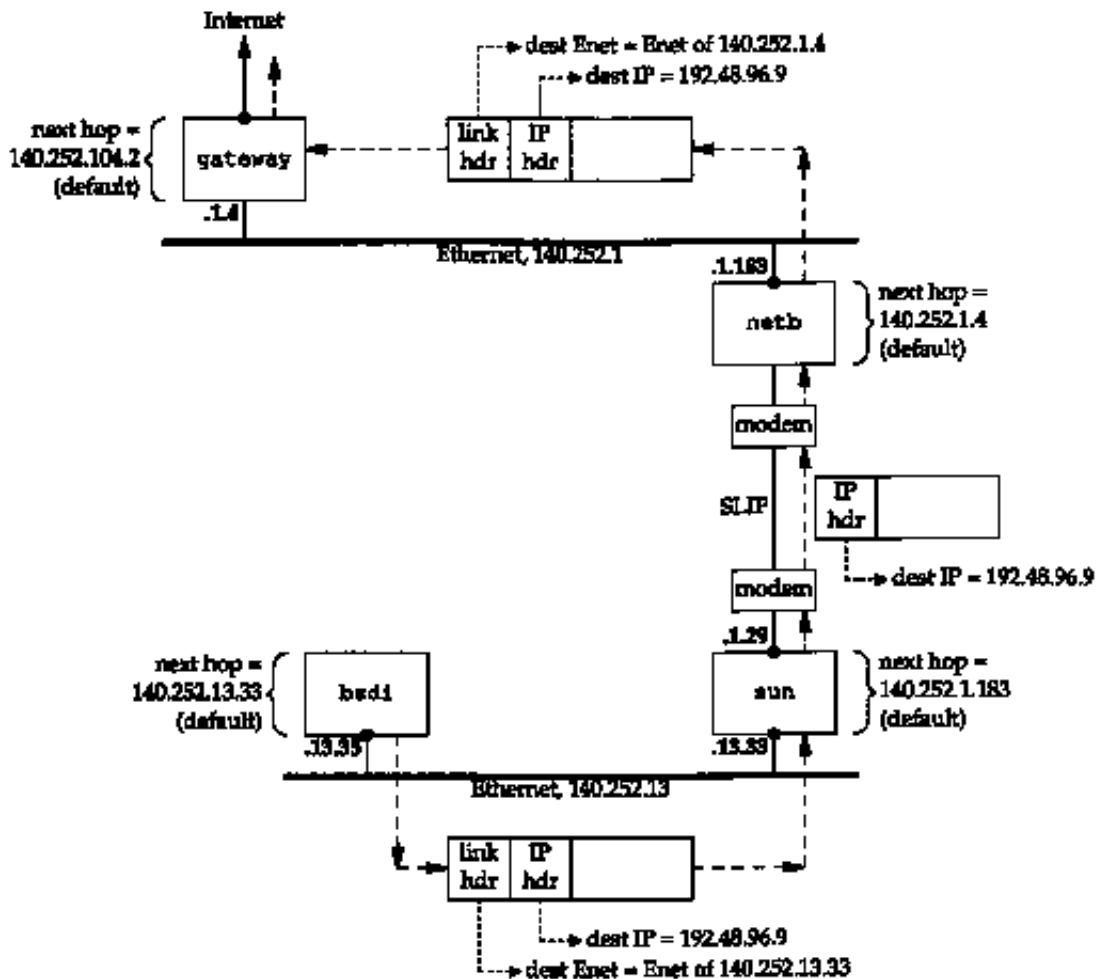 Internet
dest Enet = Enet of 140.252.1.4
dest IP = 192.48.96.9
next hop =
140.252.104.2
(default)
gateway
link
hdr
IP
hdr
.1.4
Ethernet, 140.252.1
.1.183
netb
next hop =
140.252.1.4
(default)
modem
SLIP
IP
hdr
dest IP = 192.48.96.9
modem
.1.29
next hop =
140.252.13.33
(default)
bsdi
sun
next hop =
140.252.1.183
(default)
.13.35
.13.33
Ethernet, 140.252.13
link
hdr
IP
hdr
dest IP = 192.48.96.9
dest Enet = Enet of 140.252.13.33